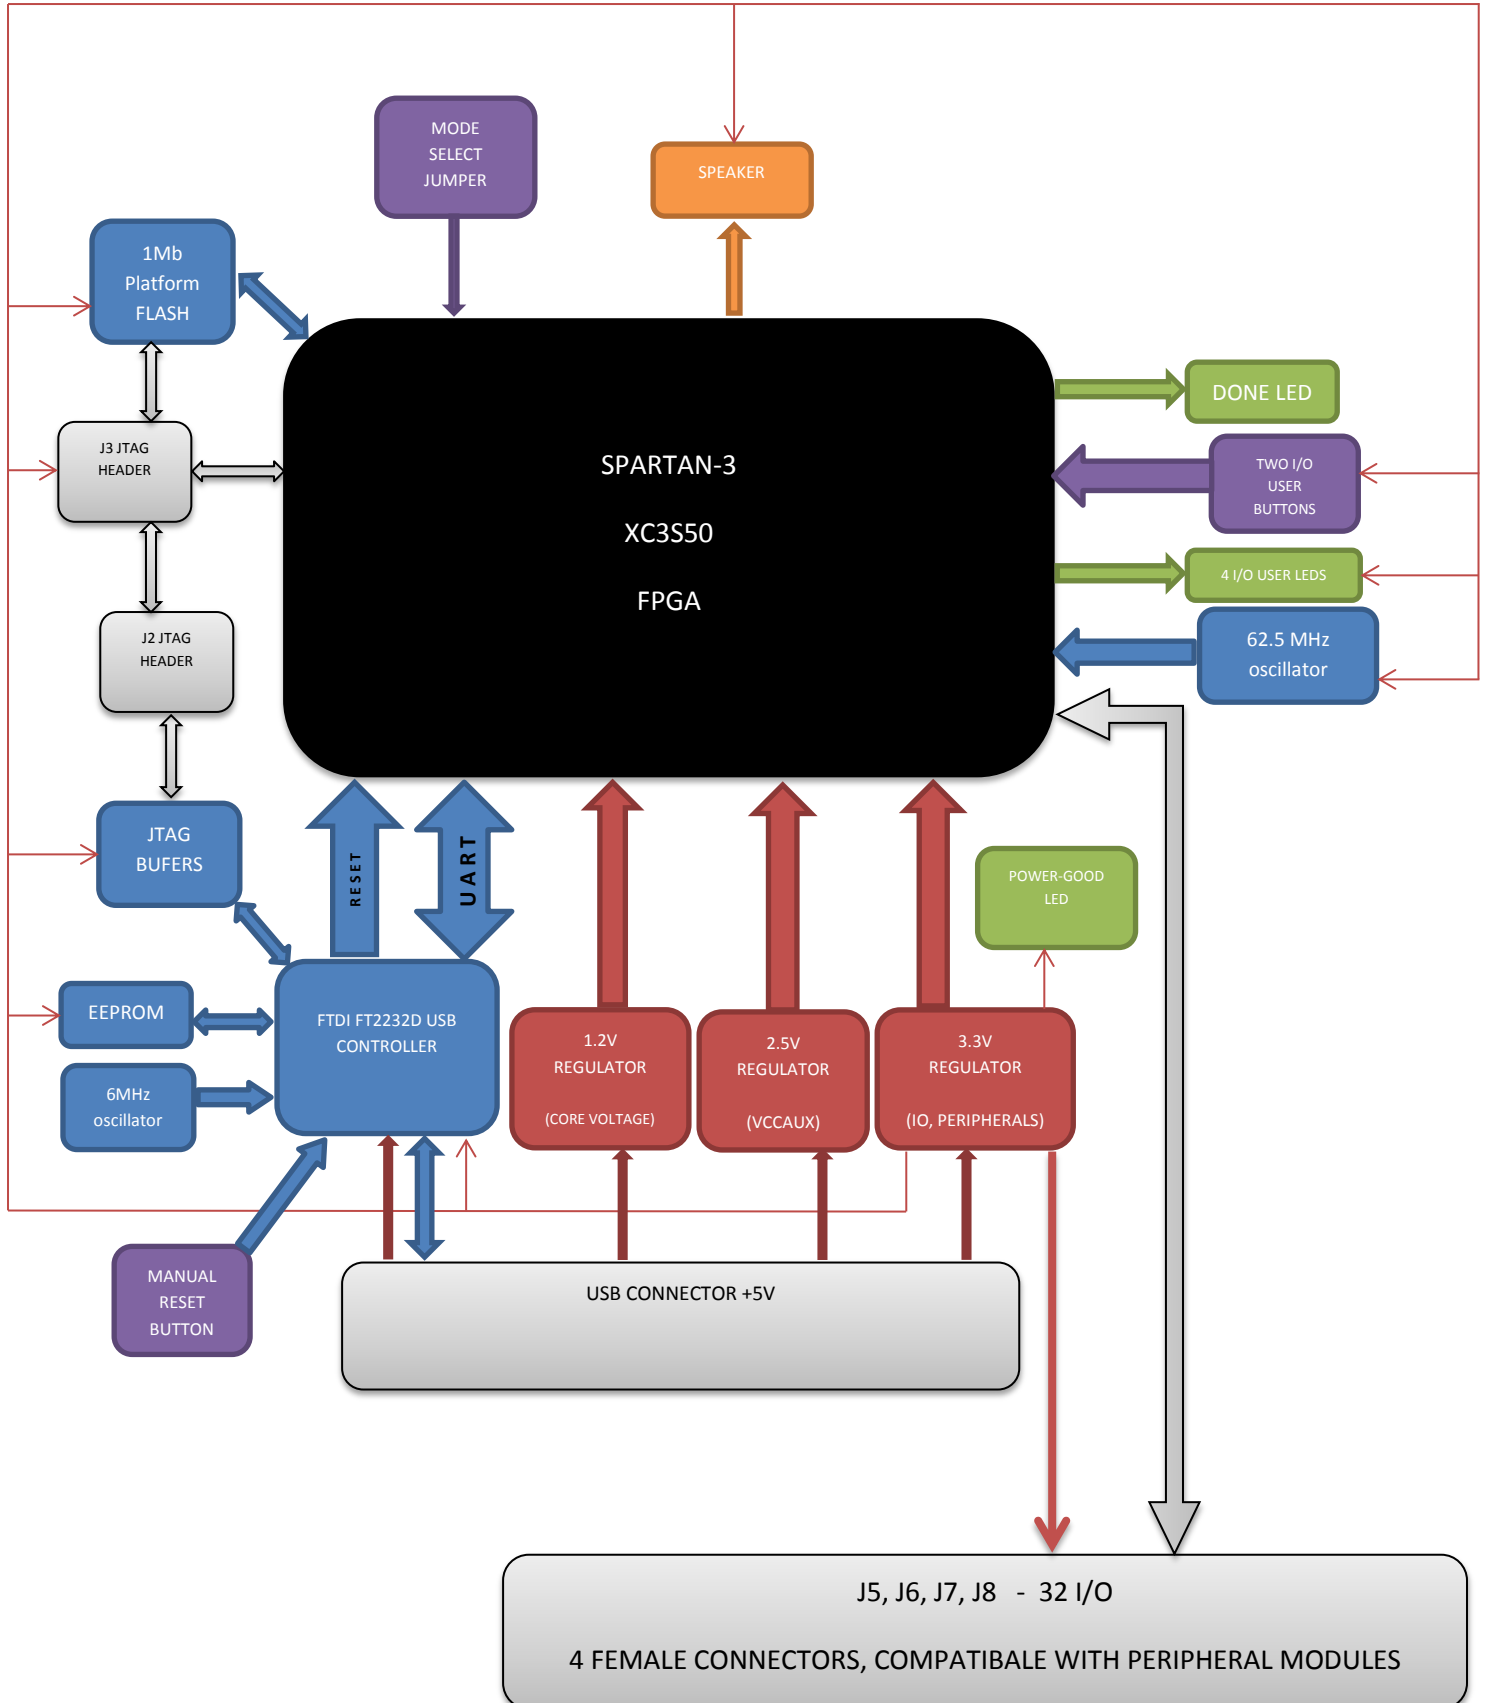 MODE
SELECT
JUMPER
SPEAKER
1Mb
Platform
FLASH
DONE LED
J3 JTAG
HEADER
SPARTAN-3
XC3S50
FPGA
TWO I/O
USER
BUTTONS
4 I/O USER LEDS
J2 JTAG
HEADER
62.5 MHz
oscillator
JTAG
BUFERS
RESET
UART
POWER-GOOD
LED
EEPROM
FTDI FT2232D USB
CONTROLLER
6MHz
oscillator
1.2V
REGULATOR
(CORE VOLTAGE)
2.5V
REGULATOR
(VCCAUX)
3.3V
REGULATOR
(IO, PERIPHERALS)
MANUAL
RESET
BUTTON
USB CONNECTOR +5V
J5, J6, J7, J8 - 32 I/O
4 FEMALE CONNECTORS, COMPATIBALE WITH PERIPHERAL MODULES